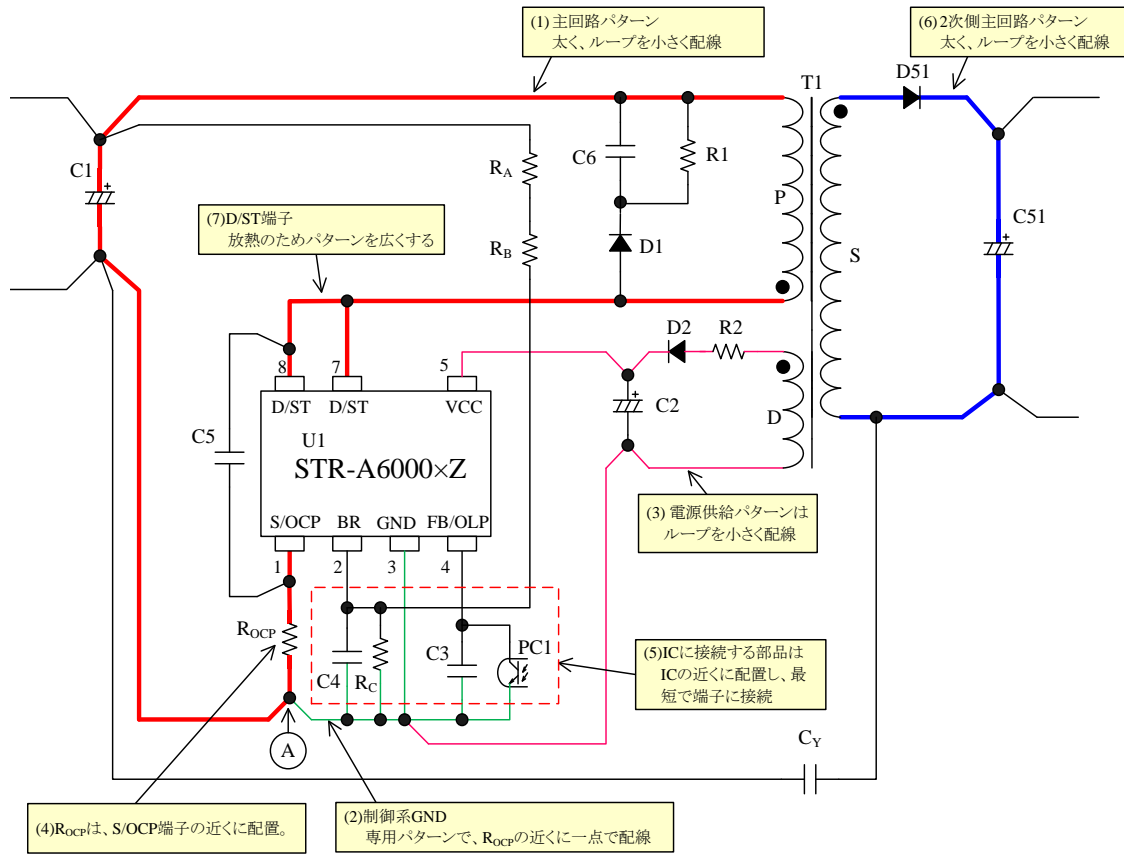 (1) 主回路パターン
太く、ループを小さく配線
(6) 2次側主回路パターン
太く、ループを小さく配線
D51
T1
C1
RA
C6
R1
P
(7)D/ST端子
放熱のためパターンを広くする
RB
D1
S
C51
D2
R2
8
7
5
D/ST
D/ST
VCC
C2
D
C5
U1
STR-A6000×Z
(3) 電源供給パターンは
ループを小さく配線
S/OCP
BR
GND
FB/OLP
1
2
3
4
ROCP
C4
RC
C3
PC1
(5)ICに接続する部品は
ICの近くに配置し、最
短で端子に接続
A
CY
(4)ROCPは、S/OCP端子の近くに配置。
(2)制御系GND
専用パターンで、ROCPの近くに一点で配線